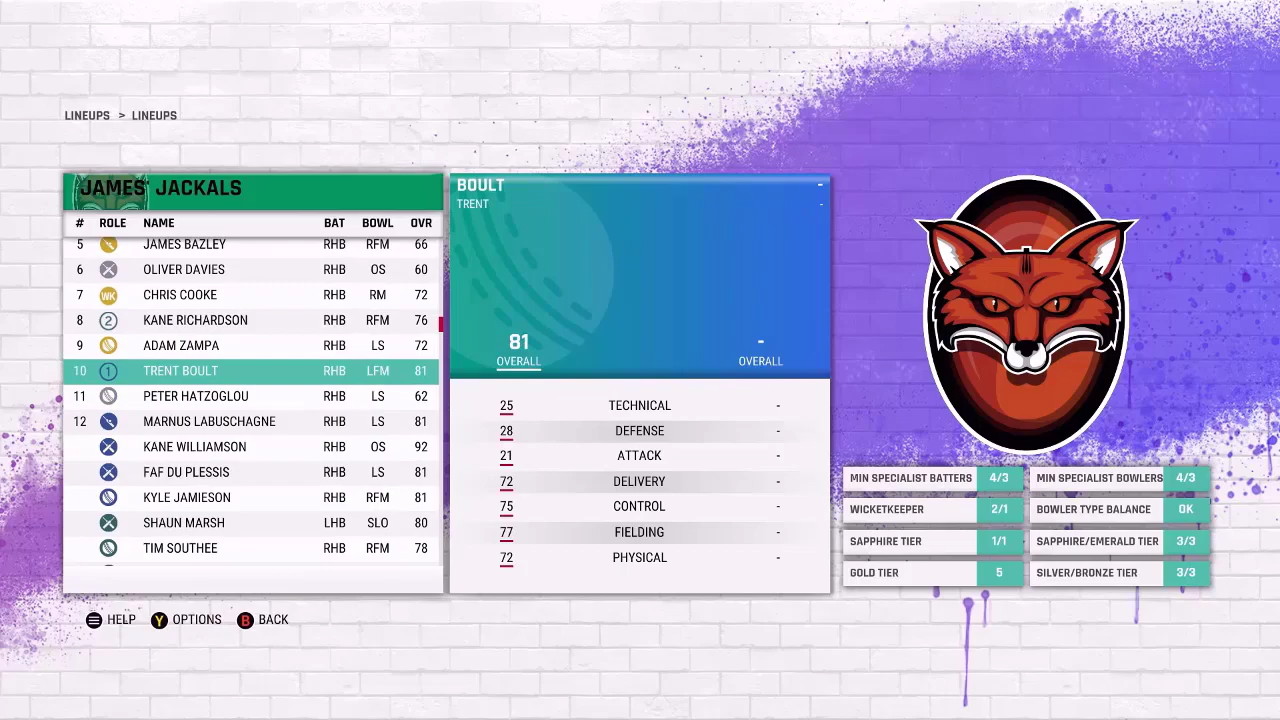 LINEUPS > LINEUPS
JAMES JACKALS
# ROLE NAME BAT BOWL OVR
5 JAMES BAZLEY RHB RFM 66
6 OLIVER DAVIES RHB OS 60
7 WK CHRIS COOKE RHB RM 72
8 2 KANE RICHARDSON RHB RFM 76
9 ADAM ZAMPA RHB LS 72
10 1 TRENT BOULT RHB LFM 81
11 PETER HATZOGLOU RHB LS 62
12 MARNUS LABUSCHAGNE RHB LS 81
KANE WILLIAMSON RHB OS 92
FAF DU PLESSIS RHB LS 81
KYLE JAMIESON RHB RFM 81
SHAUN MARSH LHB SLO 80
TIM SOUTHEE RHB RFM 78
BOULT -
TRENT -
81 -
OVERALL OVERALL
25 TECHNICAL -
28 DEFENSE -
21 ATTACK -
72 DELIVERY -
75 CONTROL -
77 FIELDING -
72 PHYSICAL -
MIN SPECIALIST BATTERS 4/3 MIN SPECIALIST BOWLERS 4/3
WICKETKEEPER 2/1 BOWLER TYPE BALANCE OK
SAPPHIRE TIER 1/1 SAPPHIRE/EMERALD TIER 3/3
GOLD TIER 5 SILVER/BRONZE TIER 3/3
HELP Y OPTIONS B BACK